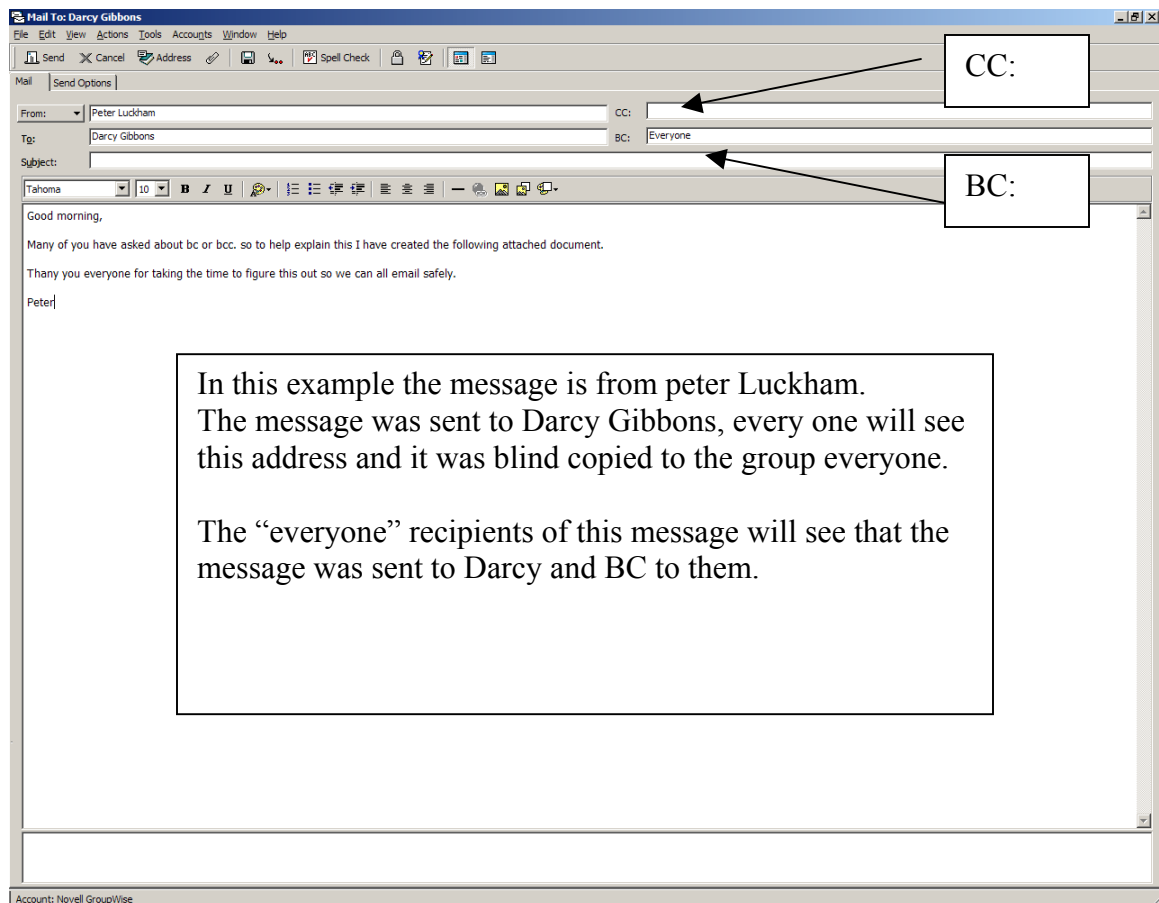 Mail To: Darcy Gibbons
File Edit View Actions Tools Accounts Window Help
Send Cancel Address Spell Check
CC:
Mail Send Options
From: Peter Luckham CC:
To: Darcy Gibbons BC: Everyone
Subject:
BC:
Tahoma 10 B I U
Good morning,
Many of you have asked about bc or bcc. so to help explain this I have created the following attached document.
Thany you everyone for taking the time to figure this out so we can all email safely.
Peter
In this example the message is from peter Luckham.
The message was sent to Darcy Gibbons, every one will see
this address and it was blind copied to the group everyone.
The “everyone” recipients of this message will see that the
message was sent to Darcy and BC to them.
Account: Novell GroupWise